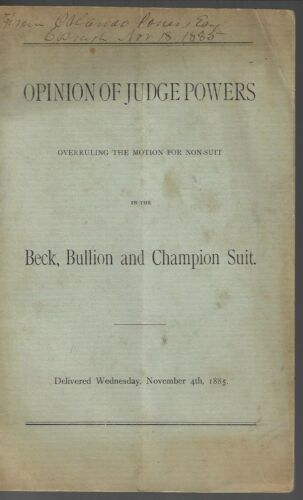 From Orlando Powers Esq
Nov 18, 1885
OPINION OF JUDGE POWERS
OVERRULING THE MOTION FOR NON-SUIT
IN THE
Beck, Bullion and Champion Suit.
Delivered Wednesday, November 4th, 1885.